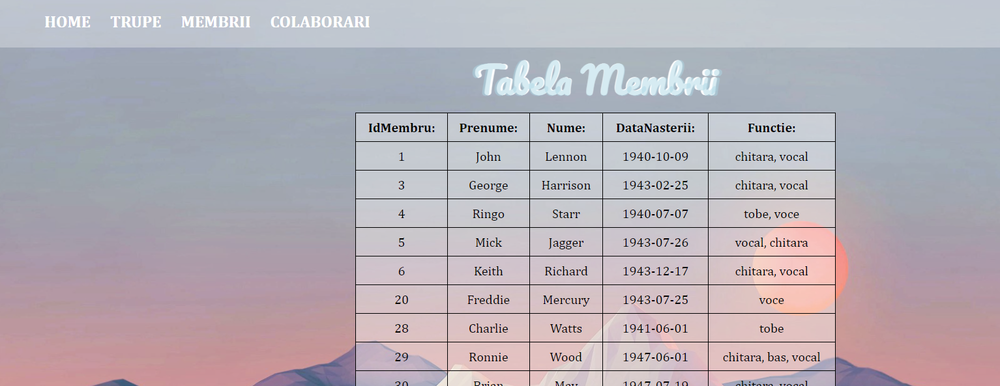 HOME TRUPE MEMBRII COLABORARI
Tabela Membrii
IdMembru: Prenume: Nume: DataNasterii: Functie:
1 John Lennon 1940-10-09 chitara, vocal
3 George Harrison 1943-02-25 chitara, vocal
4 Ringo Starr 1940-07-07 tobe, voce
5 Mick Jagger 1943-07-26 vocal, chitara
6 Keith Richard 1943-12-17 chitara, vocal
20 Freddie Mercury 1943-07-25 voce
28 Charlie Watts 1941-06-01 tobe
29 Ronnie Wood 1947-06-01 chitara, bas, vocal
30 Brian May 1947-07-19 chitara, vocal